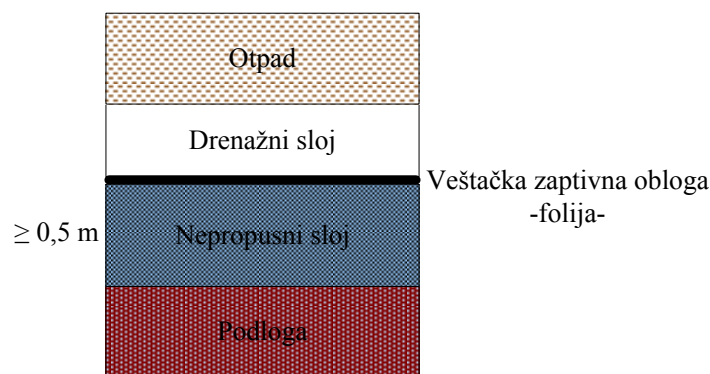 Otpad
Drenažni sloj
Veštačka zaptivna obloga
-folija-
≥ 0,5 m
Nepropusni sloj
Podloga